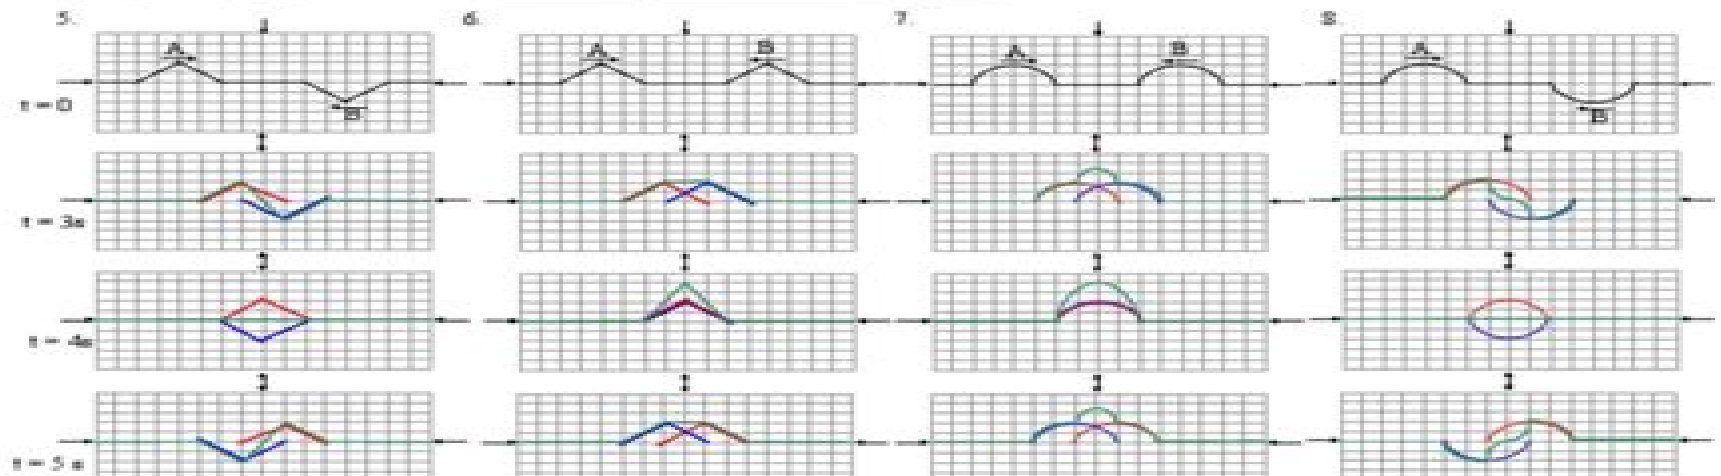 5. 6. 7. 8.
A A B A B A
t = 0 B B
t = 3s
t = 4s
t = 5 s